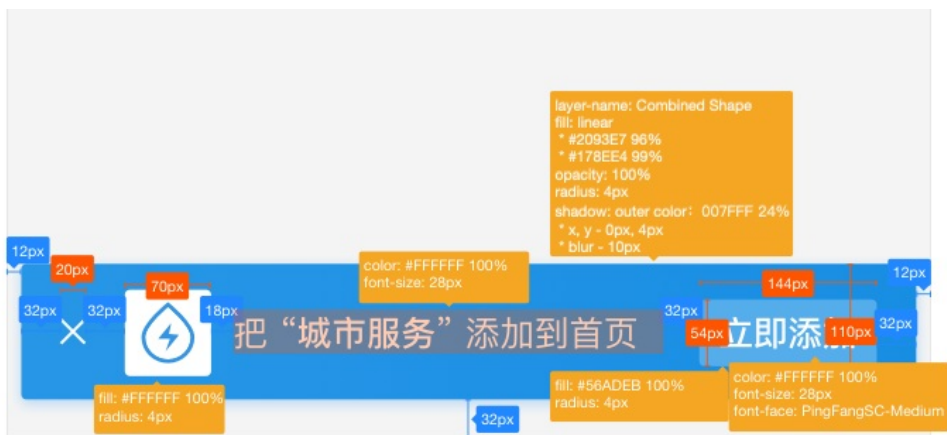 layer-name: Combined Shape
fill: linear
* #2093E7 96%
* #178EE4 99%
opacity: 100%
radius: 4px
shadow: outer color: 007FFF 24%
* x, y - 0px, 4px
* blur - 10px
12px
20px
70px
color: #FFFFFF 100%
font-size: 28px
144px
12px
32px
32px
18px
32px
54px
110px
32px
把“城市服务”添加到首页
立即添加
fill: #FFFFFF 100%
radius: 4px
32px
fill: #56ADEB 100%
radius: 4px
color: #FFFFFF 100%
font-size: 28px
font-face: PingFangSC-Medium